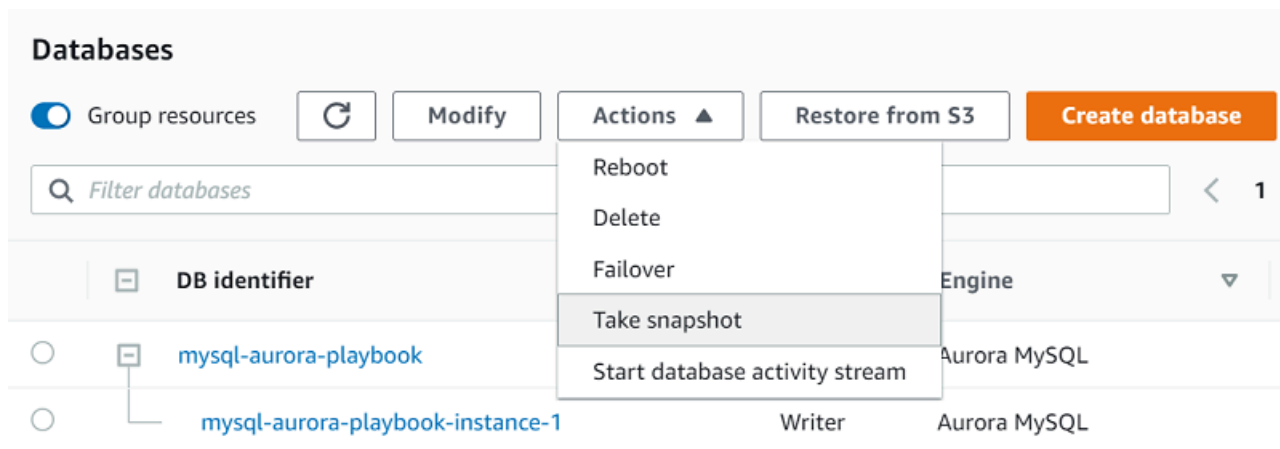 Databases
Group resources Modify Actions Restore from S3 Create database
Reboot
Filter databases 1
Delete
Failover
DB identifier Engine
Take snapshot
mysql-aurora-playbook Aurora MySQL
Start database activity stream
mysql-aurora-playbook-instance-1 Writer Aurora MySQL